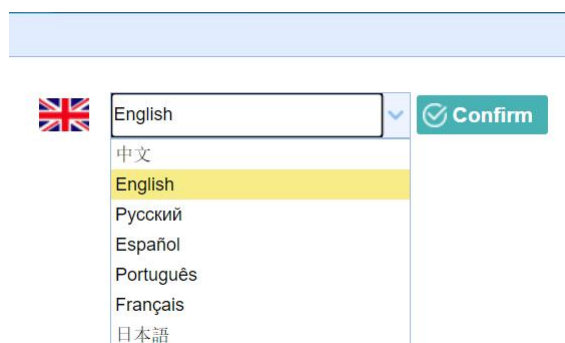 English
Confirm
中文
English
Русский
Español
Português
Français
日本語